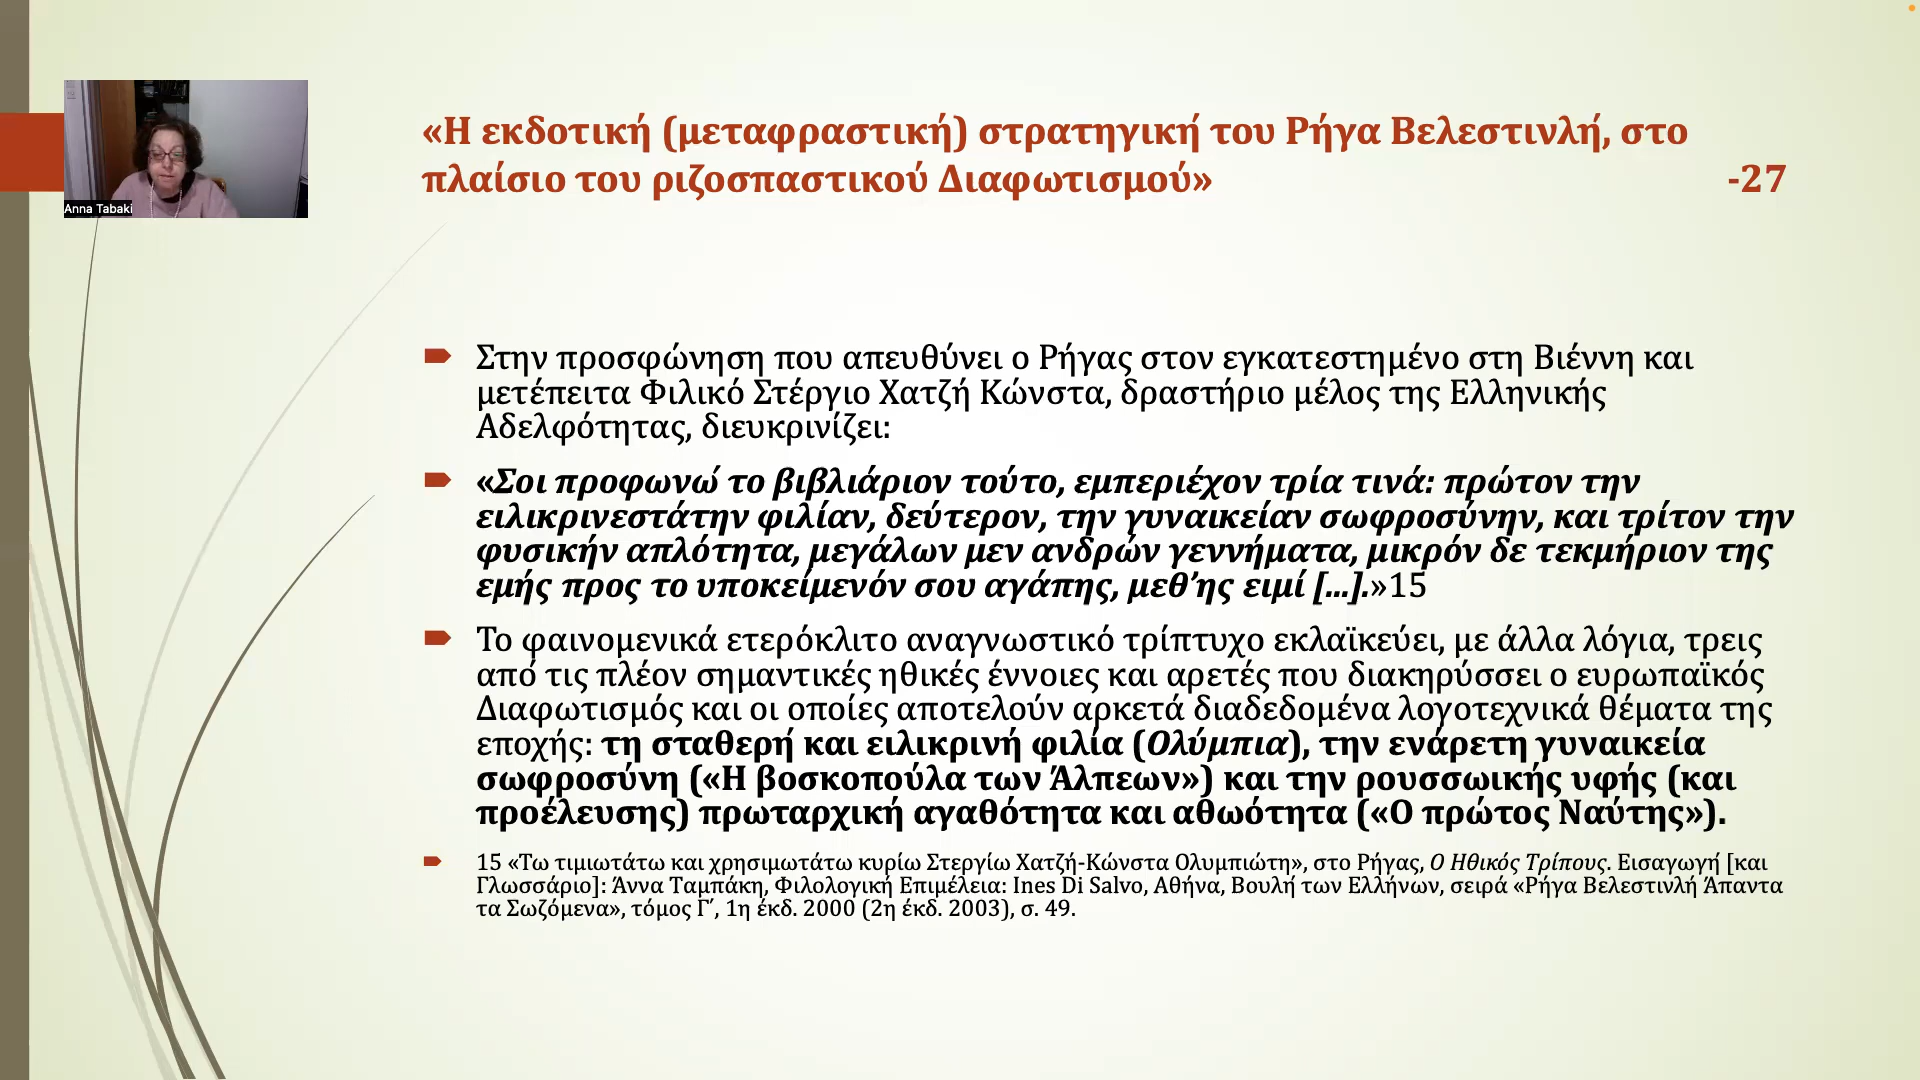 Anna Tabaki
«Η εκδοτική (μεταφραστική) στρατηγική του Ρήγα Βελεστινλή, στο
πλαίσιο του ριζοσπαστικού Διαφωτισμού» -27
Στην προσφώνηση που απευθύνει ο Ρήγας στον εγκατεστημένο στη Βιέννη και
μετέπειτα Φιλικό Στέργιο Χατζή Κώνστα, δραστήριο μέλος της Ελληνικής
Αδελφότητας, διευκρινίζει:
«Σοι προφωνώ το βιβλιάριον τούτο, εμπεριέχον τρία τινά: πρώτον την
ειλικρινεστάτην φιλίαν, δεύτερον, την γυναικείαν σωφροσύνην, και τρίτον την
φυσικήν απλότητα, μεγάλων μεν ανδρών γεννήματα, μικρόν δε τεκμήριον της
εμής προς το υποκείμενόν σου αγάπης, μεθ’ης ειμί [...].»15
Το φαινομενικά ετερόκλιτο αναγνωστικό τρίπτυχο εκλαϊκεύει, με άλλα λόγια, τρεις
από τις πλέον σημαντικές ηθικές έννοιες και αρετές που διακηρύσσει ο ευρωπαϊκός
Διαφωτισμός και οι οποίες αποτελούν αρκετά διαδεδομένα λογοτεχνικά θέματα της
εποχής: τη σταθερή και ειλικρινή φιλία (Ολύμπια), την ενάρετη γυναικεία
σωφροσύνη («Η βοσκοπούλα των Άλπεων») και την ρουσσωικής υφής (και
προέλευσης) πρωταρχική αγαθότητα και αθωότητα («Ο πρώτος Ναύτης»).
15 «Τω τιμιωτάτω και χρησιμωτάτω κυρίω Στεργίω Χατζή-Κώνστα Ολυμπιώτη», στο Ρήγας, Ο Ηθικός Τρίπους. Εισαγωγή [και
Γλωσσάριο]: Άννα Ταμπάκη, Φιλολογική Επιμέλεια: Ines Di Salvo, Αθήνα, Βουλή των Ελλήνων, σειρά «Ρήγα Βελεστινλή Άπαντα
τα Σωζόμενα», τόμος Γ΄, 1η έκδ. 2000 (2η έκδ. 2003), σ. 49.